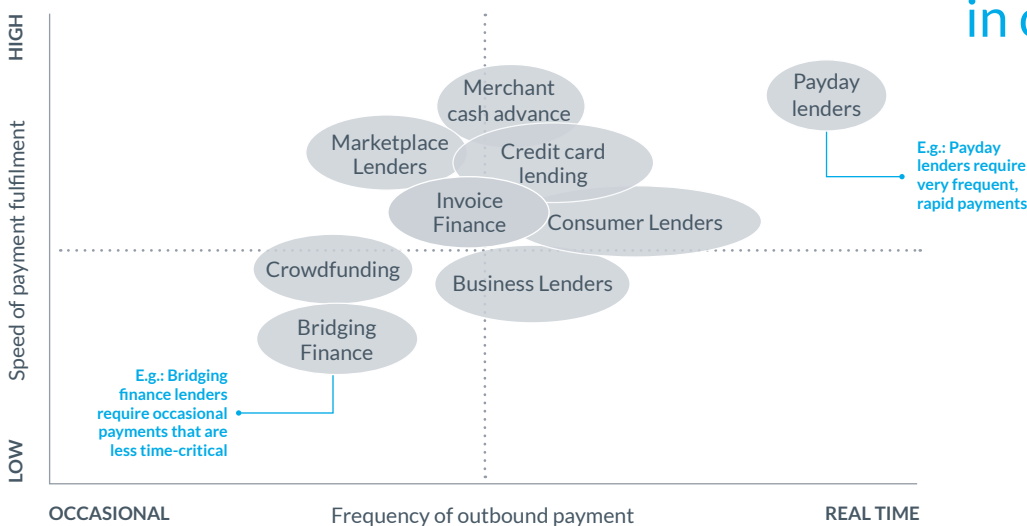 in
HIGH
Speed of payment fulfilment
LOW
Merchant
cash advance
Payday
lenders
Marketplace
Lenders
Credit card
lending
E.g.: Payday
lenders require
very frequent,
rapid payments
Invoice
Finance
Consumer Lenders
Crowdfunding
Business Lenders
Bridging
Finance
E.g.: Bridging
finance lenders
require occasional
payments that are
less time-critical
OCCASIONAL
Frequency of outbound payment
REAL TIME